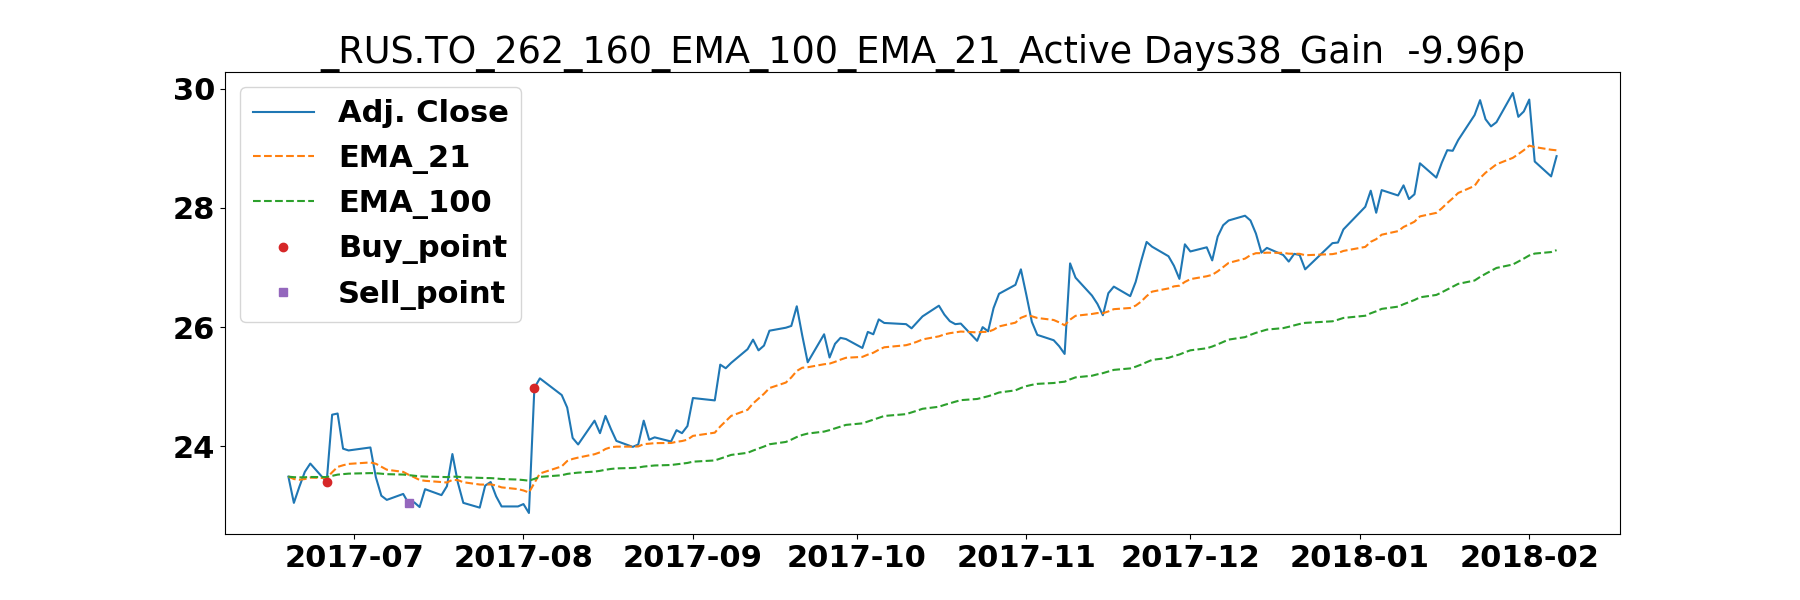 _RUS.TO_262_160_EMA_100_EMA_21_Active Days38_Gain  -9.96p
30
28
26
24
Adj. Close
EMA_21
EMA_100
Buy_point
Sell_point
2017-07 2017-08 2017-09 2017-10 2017-11 2017-12 2018-01 2018-02